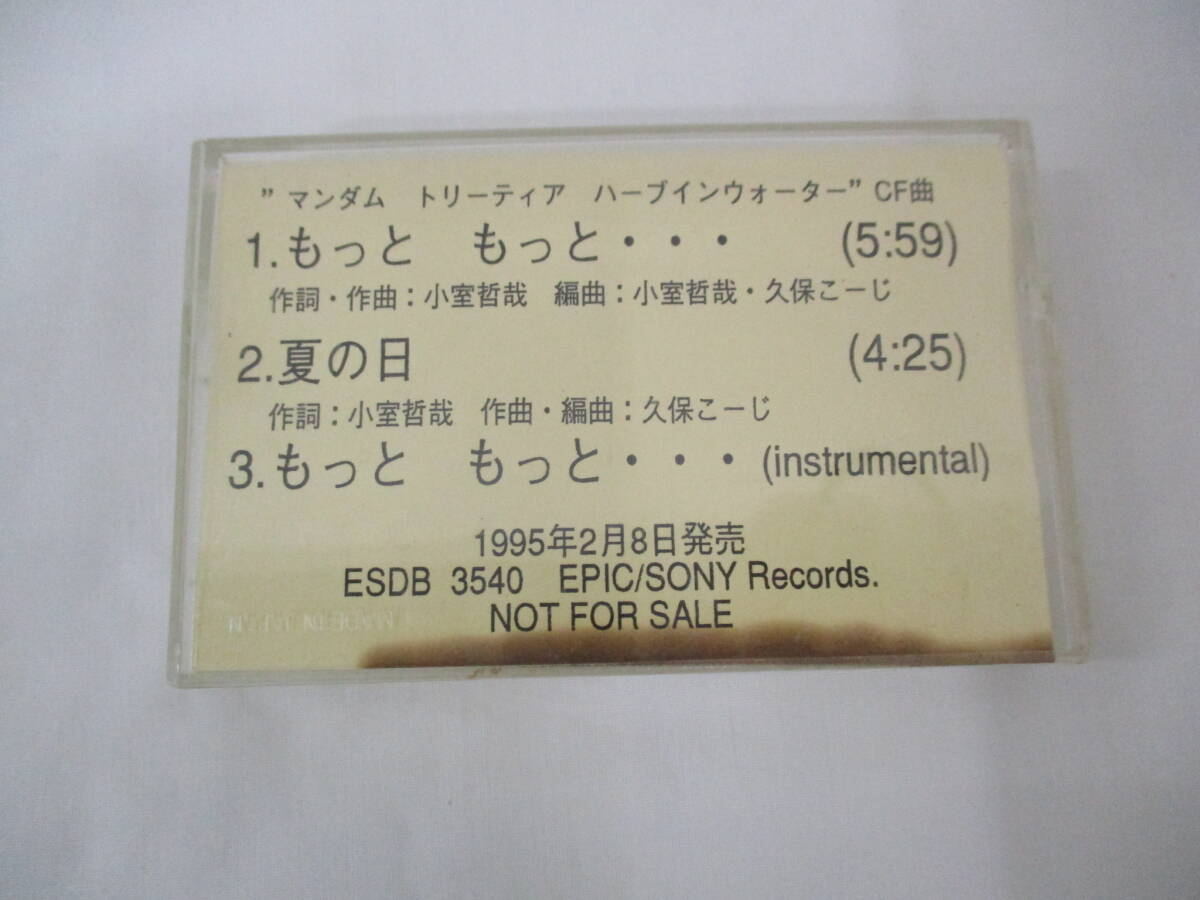 ”マンダム　トリーティア　ハーブインウォーター”CF曲
1.もっと　もっと・・・　(5:59)
作詞・作曲：小室哲哉　編曲：小室哲哉・久保こーじ
2.夏の日　(4:25)
作詞：小室哲哉　作曲・編曲：久保こーじ
3.もっと　もっと・・・(instrumental)
1995年2月8日発売
ESDB 3540　EPIC/SONY Records.
NOT FOR SALE